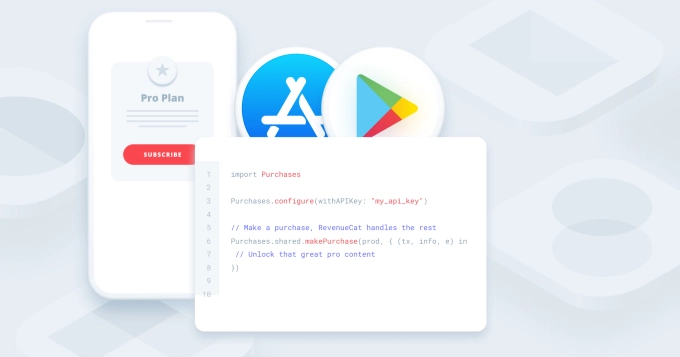 Pro Plan
SUBSCRIBE
1 import Purchases
2
3 Purchases.configure(withAPIKey: "my_api_key")
4
5 // Make a purchase, RevenueCat handles the rest
6 Purchases.shared.makePurchase(prod, { (tx, info, e) in
7 // Unlock that great pro content
8 })
9
10